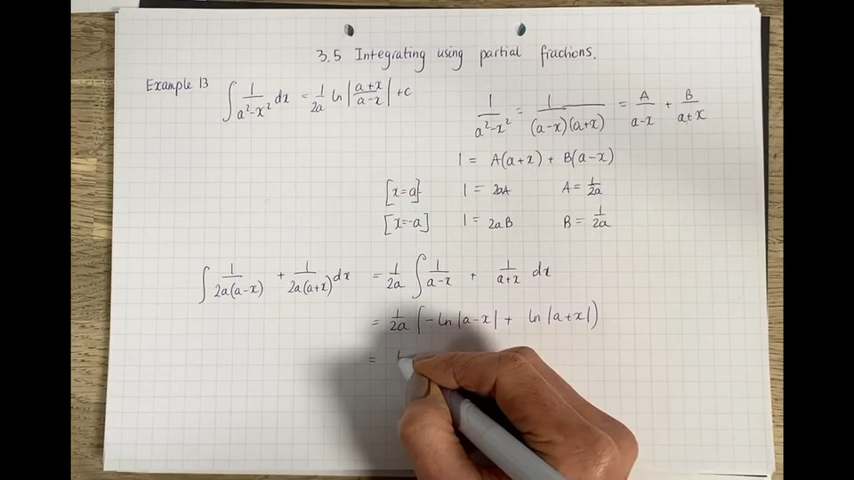 3.5 Integrating using partial fractions.
Example 13 ∫ 1/(a²-x²) dx = 1/2a ln |(a+x)/(a-x)| + c
1/(a²-x²) = 1/((a-x)(a+x)) = A/(a-x) + B/(a+x)
1 = A(a+x) + B(a-x)
[x=a] 1 = 2aA A = 1/2a
[x=-a] 1 = 2aB B = 1/2a
∫ 1/(2a(a-x)) + 1/(2a(a+x)) dx = 1/2a ∫ 1/(a-x) + 1/(a+x) dx
= 1/2a (-ln|a-x| + ln|a+x|)
=